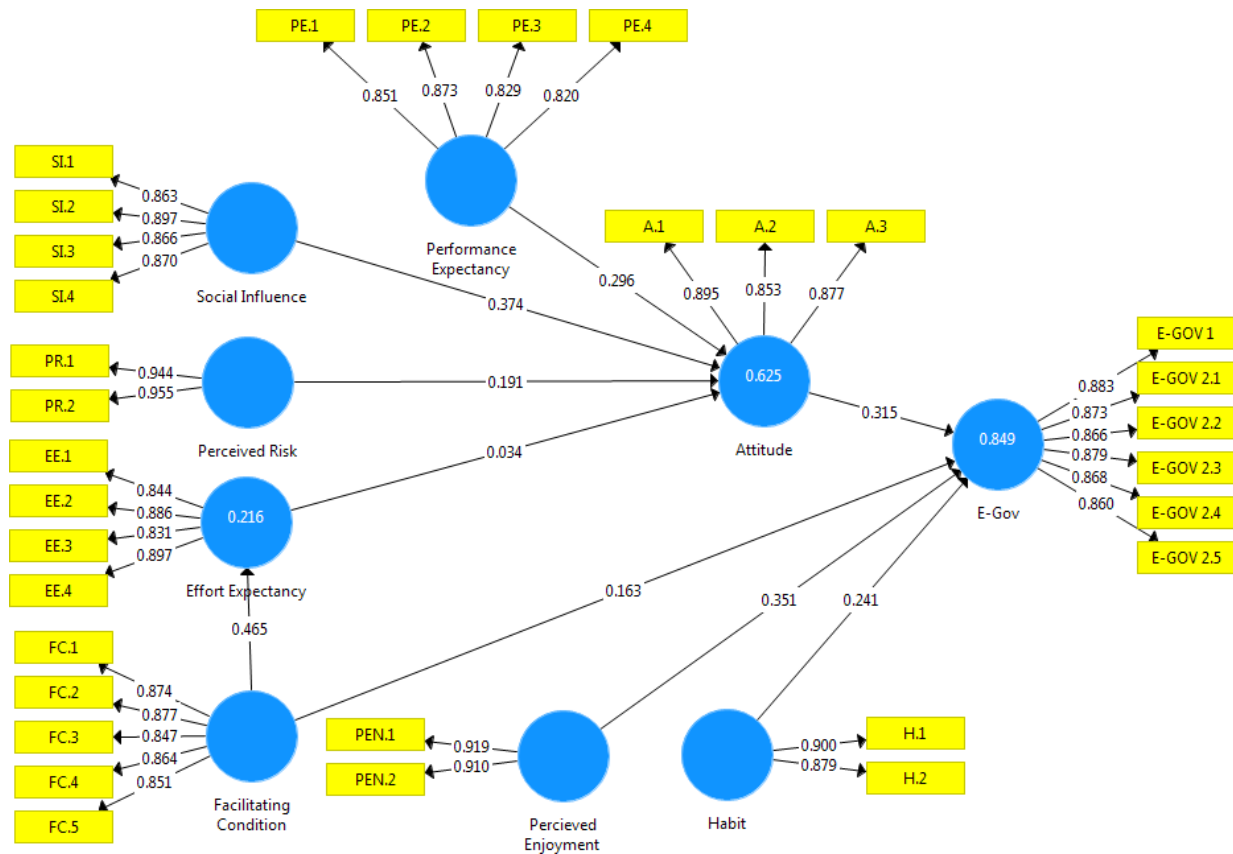 PE.1
PE.2
PE.3
PE.4
0.851
0.873
0.829
0.820
Performance
Expectancy
SI.1
SI.2
SI.3
SI.4
0.863
0.897
0.866
0.870
Social Influence
0.296
0.374
A.1
A.2
A.3
0.895
0.853
0.877
0.625
Attitude
PR.1
PR.2
0.944
0.955
Perceived Risk
0.191
0.034
0.315
E-GOV 1
E-GOV 2.1
E-GOV 2.2
E-GOV 2.3
E-GOV 2.4
E-GOV 2.5
0.883
0.873
0.866
0.879
0.868
0.860
0.849
E-Gov
EE.1
EE.2
EE.3
EE.4
0.844
0.886
0.831
0.897
0.216
Effort Expectancy
0.465
0.163
0.351
0.241
FC.1
FC.2
FC.3
FC.4
FC.5
0.874
0.877
0.847
0.864
0.851
Facilitating
Condition
PEN.1
PEN.2
0.919
0.910
Percieved
Enjoyment
H.1
H.2
0.900
0.879
Habit